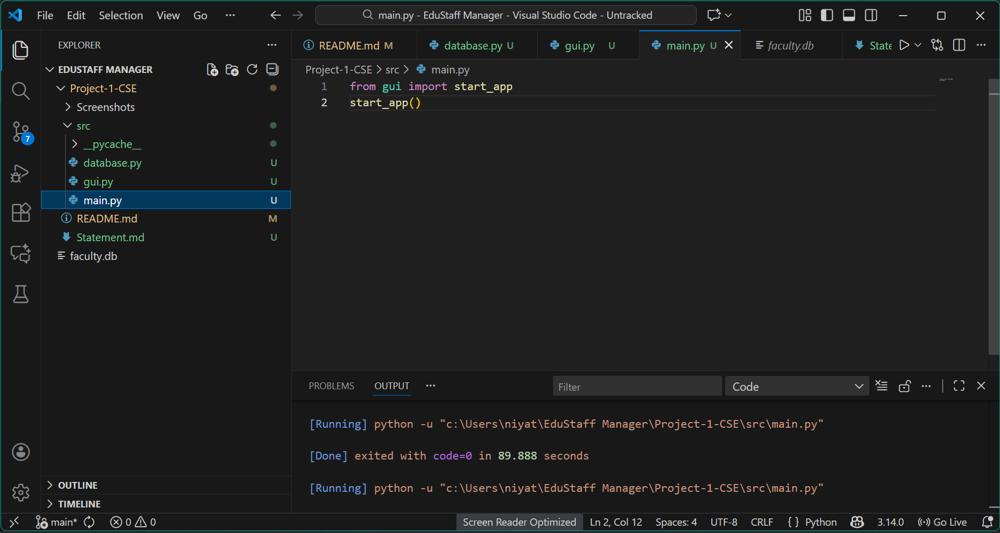 File Edit Selection View Go ··· main.py - EduStaff Manager - Visual Studio Code - Untracked
EXPLORER
EDUSTAFF MANAGER
Project-1-CSE
Screenshots
src
__pycache__
database.py U
gui.py U
main.py U
README.md M
Statement.md U
faculty.db
OUTLINE
TIMELINE
7
README.md M database.py U gui.py U main.py U faculty.db State
Project-1-CSE > src > main.py
1 from gui import start_app
2 start_app()
PROBLEMS OUTPUT ··· Filter Code
[Running] python -u "c:\Users\niyat\EduStaff Manager\Project-1-CSE\src\main.py"
[Done] exited with code=0 in 89.888 seconds
[Running] python -u "c:\Users\niyat\EduStaff Manager\Project-1-CSE\src\main.py"
main* 0 0 Screen Reader Optimized Ln 2, Col 12 Spaces: 4 UTF-8 CRLF { } Python 3.14.0 Go Live